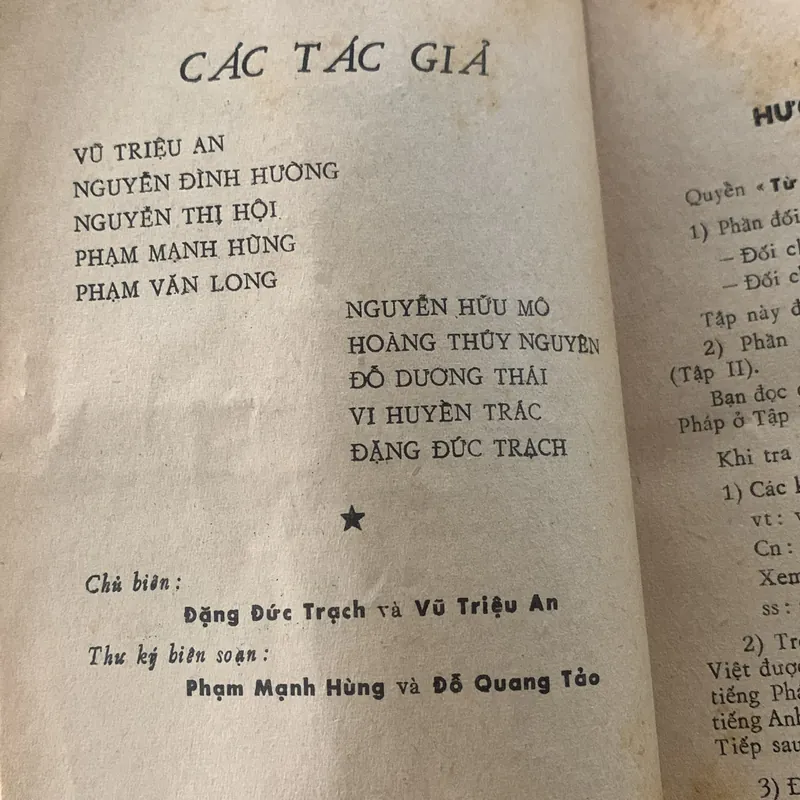 CÁC TÁC GIẢ
VŨ TRIỆU AN
NGUYỄN ĐÌNH HƯỜNG
NGUYỄN THỊ HỘI
PHẠM MẠNH HÙNG
PHẠM VĂN LONG
NGUYỄN HỮU MÔ
HOÀNG THỦY NGUYÊN
ĐỖ DƯƠNG THÁI
VI HUYỀN TRÁC
ĐẶNG ĐỨC TRẠCH
★
Chủ biên :
Đặng Đức Trạch và Vũ Triệu An
Thư ký biên soạn :
Phạm Mạnh Hùng và Đỗ Quang Tảo
Quyển « Từ
1) Phần đối
— Đối
— Đối
Tập này
2) Phần
(Tập II).
Bạn đọc
Pháp ở Tập
Khi tra
1) Các
vt :
Cn :
Xem
ss :
2)
Việt được
tiếng
tiếng
Tiếp sau
3)